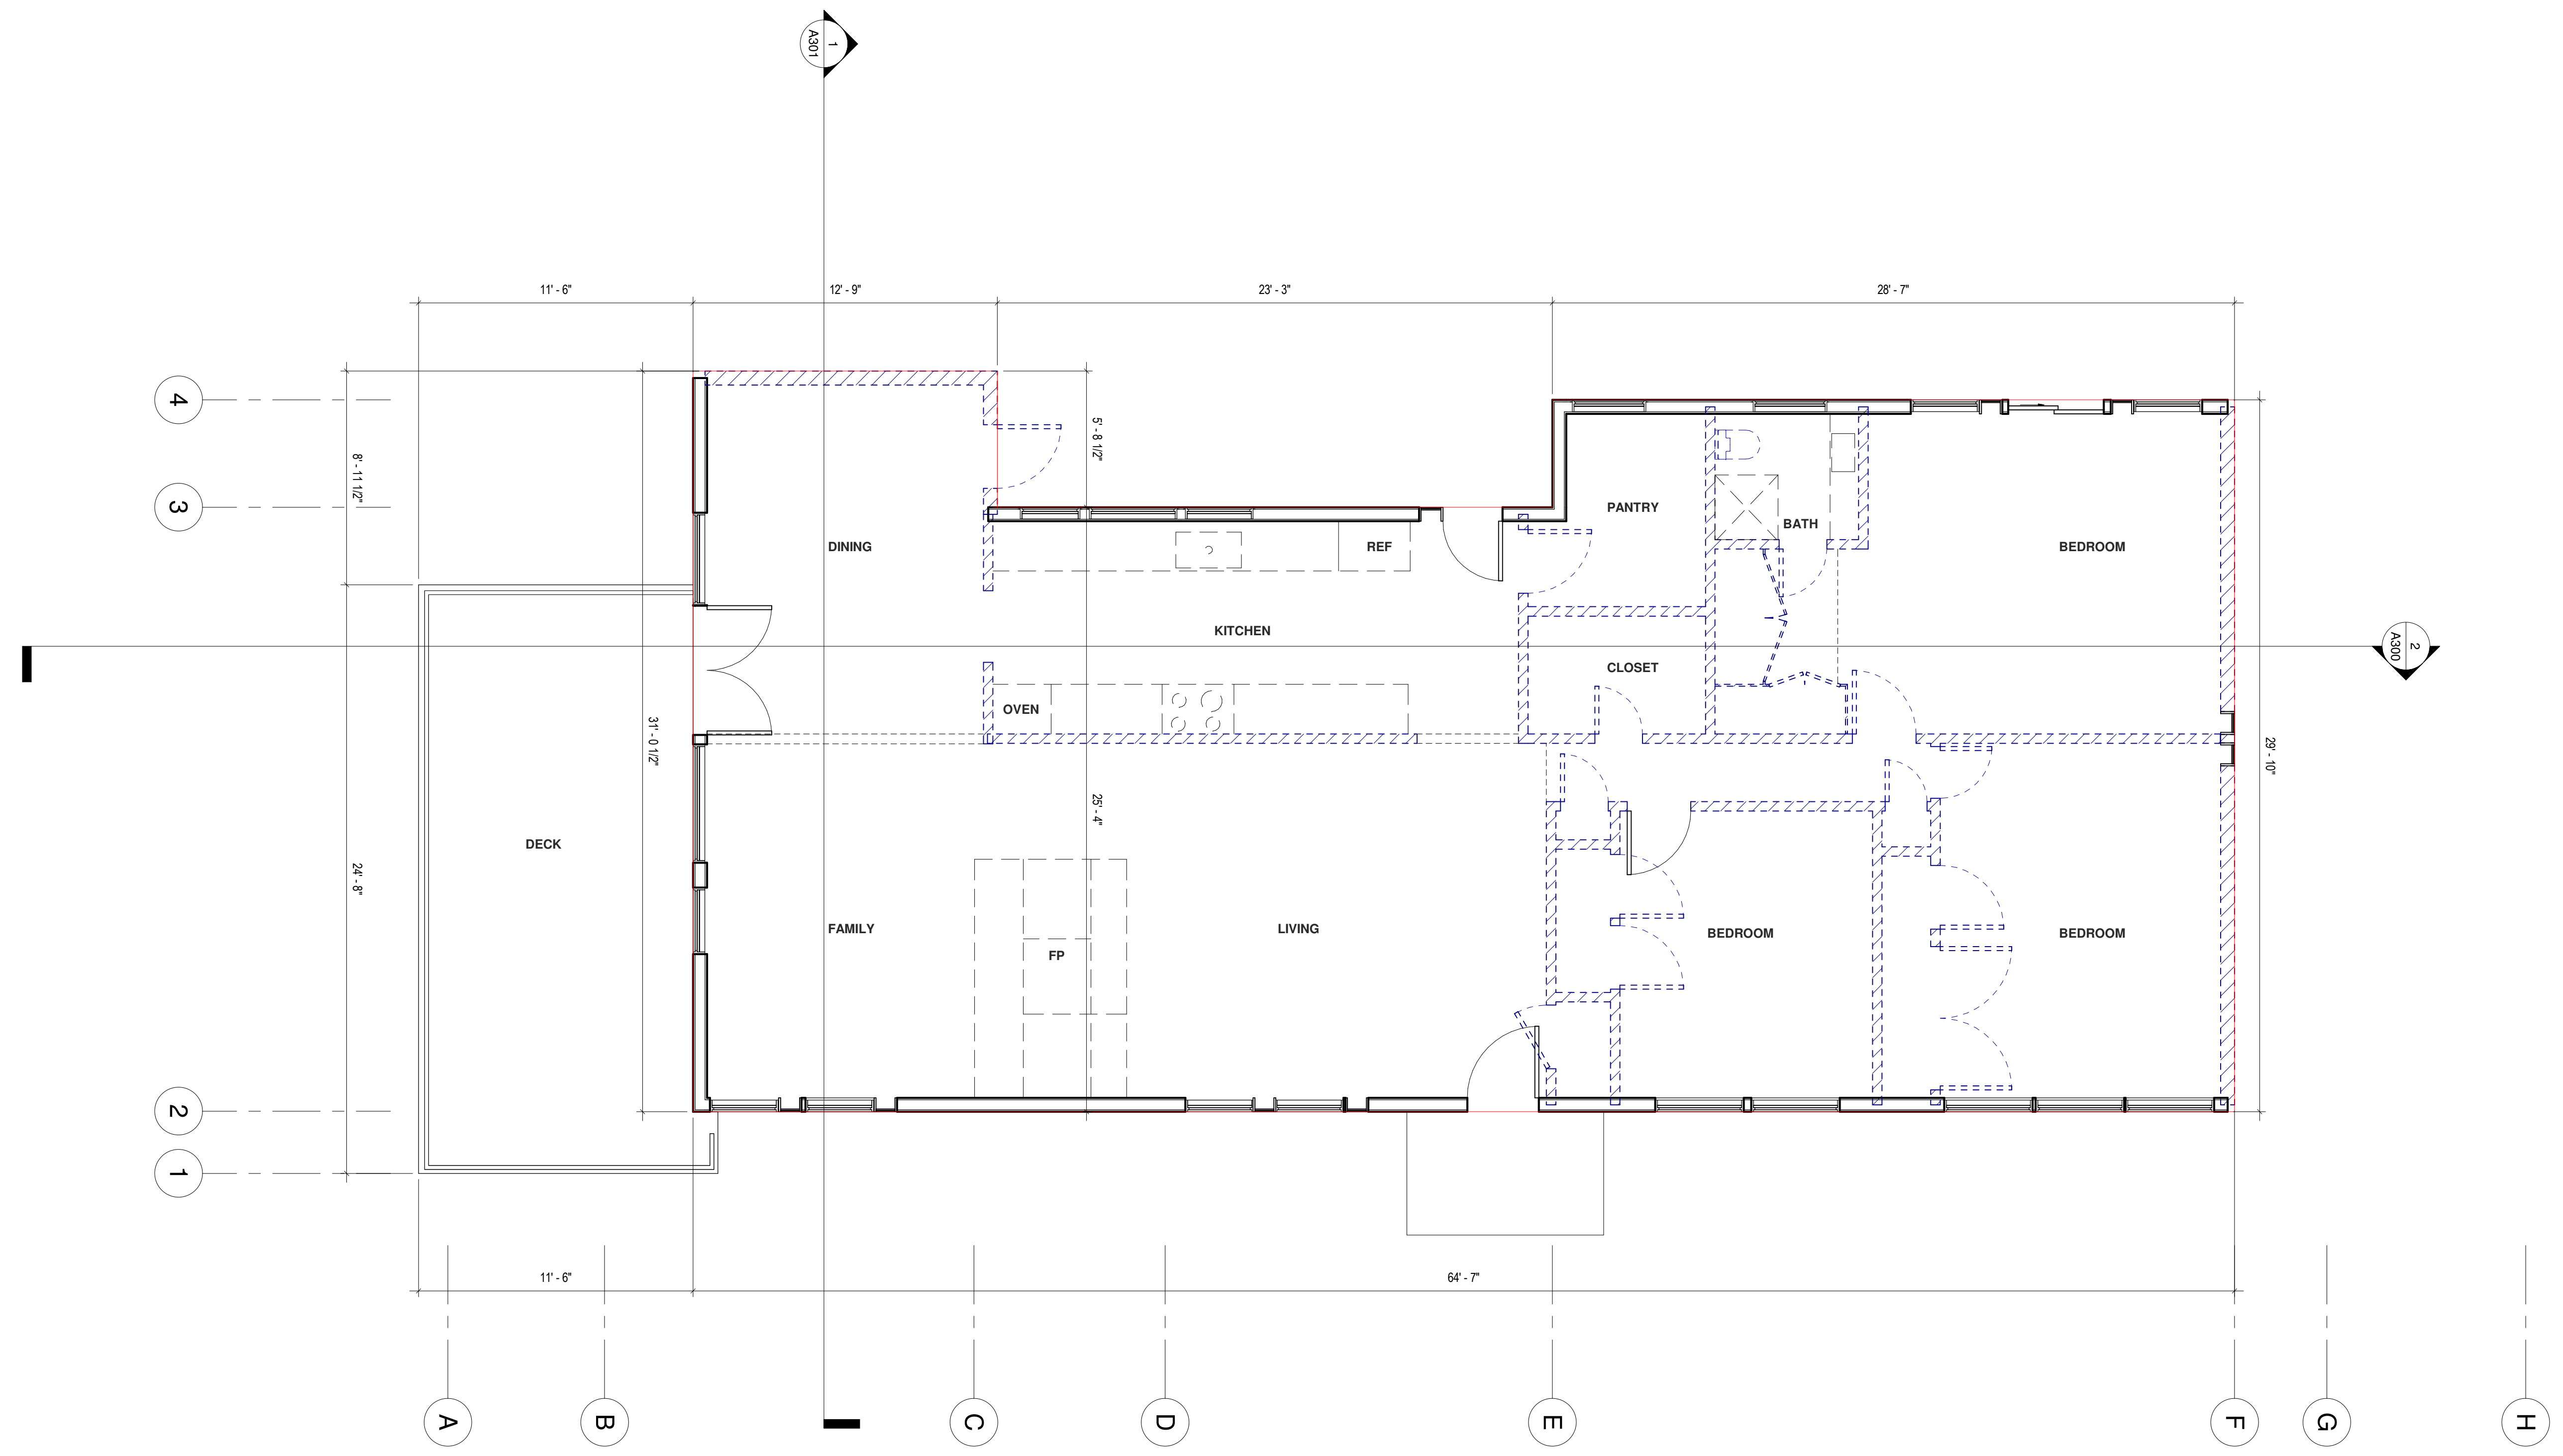 1
A301
11' - 6"
12' - 9"
23' - 3"
28' - 7"
4
5' - 8 1/2"
8' - 11 1/2"
3
PANTRY
BATH
DINING
REF
BEDROOM
KITCHEN
2
A300
CLOSET
OVEN
31' - 0 1/2"
29' - 10"
25' - 4"
DECK
24' - 8"
FAMILY
LIVING
BEDROOM
BEDROOM
FP
2
1
11' - 6"
64' - 7"
A
B
C
D
E
F
G
H